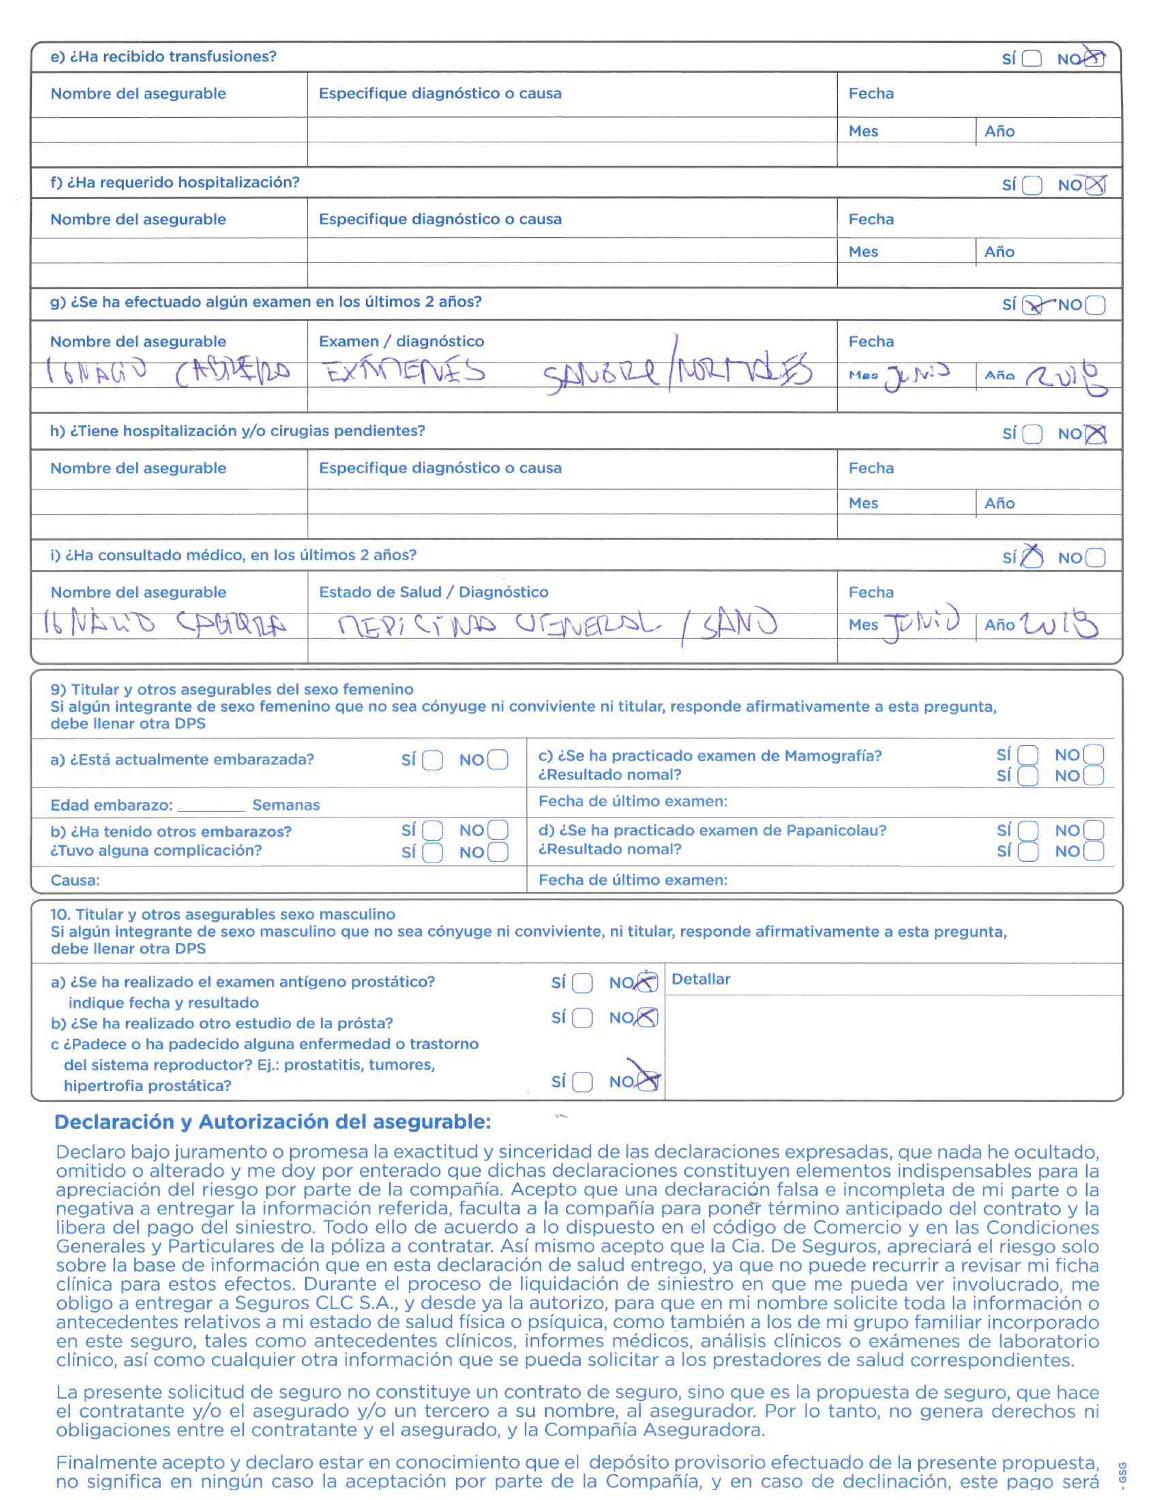 e) ¿Ha recibido transfusiones? SÍ NO
Nombre del asegurable Especifique diagnóstico o causa Fecha
Mes Año
f) ¿Ha requerido hospitalización? SÍ NO
Nombre del asegurable Especifique diagnóstico o causa Fecha
Mes Año
g) ¿Se ha efectuado algún examen en los últimos 2 años? SÍ NO
Nombre del asegurable Examen / diagnóstico Fecha
IGNACIO EXÁMENES SANGRE/NORMALES Mes JUNIO Año 2018
h) ¿Tiene hospitalización y/o cirugias pendientes? SÍ NO
Nombre del asegurable Especifique diagnóstico o causa Fecha
Mes Año
i) ¿Ha consultado médico, en los últimos 2 años? SÍ NO
Nombre del asegurable Estado de Salud / Diagnóstico Fecha
IGNACIO MEDICINA GENERAL / SANO Mes JUNIO Año 2018
9) Titular y otros asegurables del sexo femenino
Si algún integrante de sexo femenino que no sea cónyuge ni conviviente ni titular, responde afirmativamente a esta pregunta,
debe llenar otra DPS
a) ¿Está actualmente embarazada? SÍ NO
Edad embarazo: ________ Semanas
b) ¿Ha tenido otros embarazos? SÍ NO
¿Tuvo alguna complicación? SÍ NO
Causa:
c) ¿Se ha practicado examen de Mamografía? SÍ NO
¿Resultado nomal? SÍ NO
Fecha de último examen:
d) ¿Se ha practicado examen de Papanicolau? SÍ NO
¿Resultado nomal? SÍ NO
Fecha de último examen:
10. Titular y otros asegurables sexo masculino
Si algún integrante de sexo masculino que no sea cónyuge ni conviviente, ni titular, responde afirmativamente a esta pregunta,
debe llenar otra DPS
a) ¿Se ha realizado el examen antígeno prostático? SÍ NO Detallar
indique fecha y resultado
b) ¿Se ha realizado otro estudio de la prósta? SÍ NO
c ¿Padece o ha padecido alguna enfermedad o trastorno
del sistema reproductor? Ej.: prostatitis, tumores,
hipertrofia prostática? SÍ NO
Declaración y Autorización del asegurable:
Declaro bajo juramento o promesa la exactitud y sinceridad de las declaraciones expresadas, que nada he ocultado,
omitido o alterado y me doy por enterado que dichas declaraciones constituyen elementos indispensables para la
apreciación del riesgo por parte de la compañía. Acepto que una declaración falsa e incompleta de mi parte o la
negativa a entregar la información referida, faculta a la compañía para poner término anticipado del contrato y la
libera del pago del siniestro. Todo ello de acuerdo a lo dispuesto en el código de Comercio y en las Condiciones
Generales y Particulares de la póliza a contratar. Así mismo acepto que la Cia. De Seguros, apreciará el riesgo solo
sobre la base de información que en esta declaración de salud entrego, ya que no puede recurrir a revisar mi ficha
clínica para estos efectos. Durante el proceso de liquidación de siniestro en que me pueda ver involucrado, me
obligo a entregar a Seguros CLC S.A., y desde ya la autorizo, para que en mi nombre solicite toda la información o
antecedentes relativos a mi estado de salud física o psíquica, como también a los de mi grupo familiar incorporado
en este seguro, tales como antecedentes clínicos, informes médicos, análisis clínicos o exámenes de laboratorio
clínico, así como cualquier otra información que se pueda solicitar a los prestadores de salud correspondientes.
La presente solicitud de seguro no constituye un contrato de seguro, sino que es la propuesta de seguro, que hace
el contratante y/o el asegurado y/o un tercero a su nombre, al asegurador. Por lo tanto, no genera derechos ni
obligaciones entre el contratante y el asegurado, y la Compañía Aseguradora.
Finalmente acepto y declaro estar en conocimiento que el depósito provisorio efectuado de la presente propuesta,
no significa en ningún caso la aceptación por parte de la Compañía, y en caso de declinación, este pago será